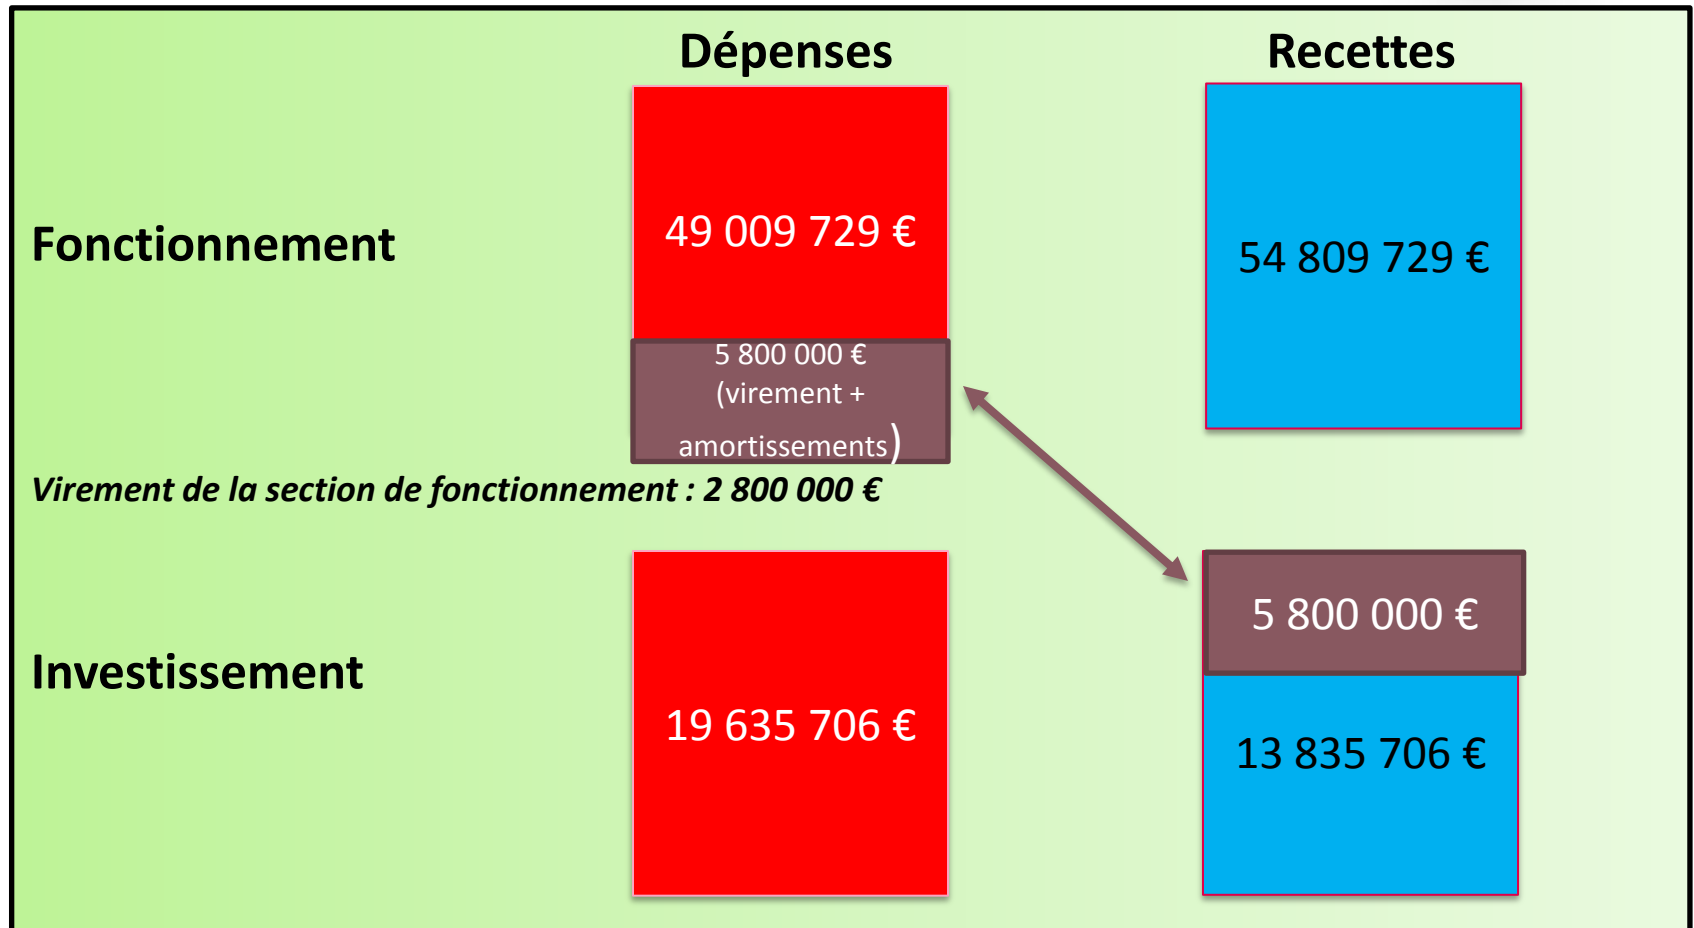 Dépenses
Recettes
Fonctionnement
49 009 729 €
54 809 729 €
5 800 000 €
(virement +
amortissements)
Virement de la section de fonctionnement : 2 800 000 €
Investissement
19 635 706 €
5 800 000 €
13 835 706 €